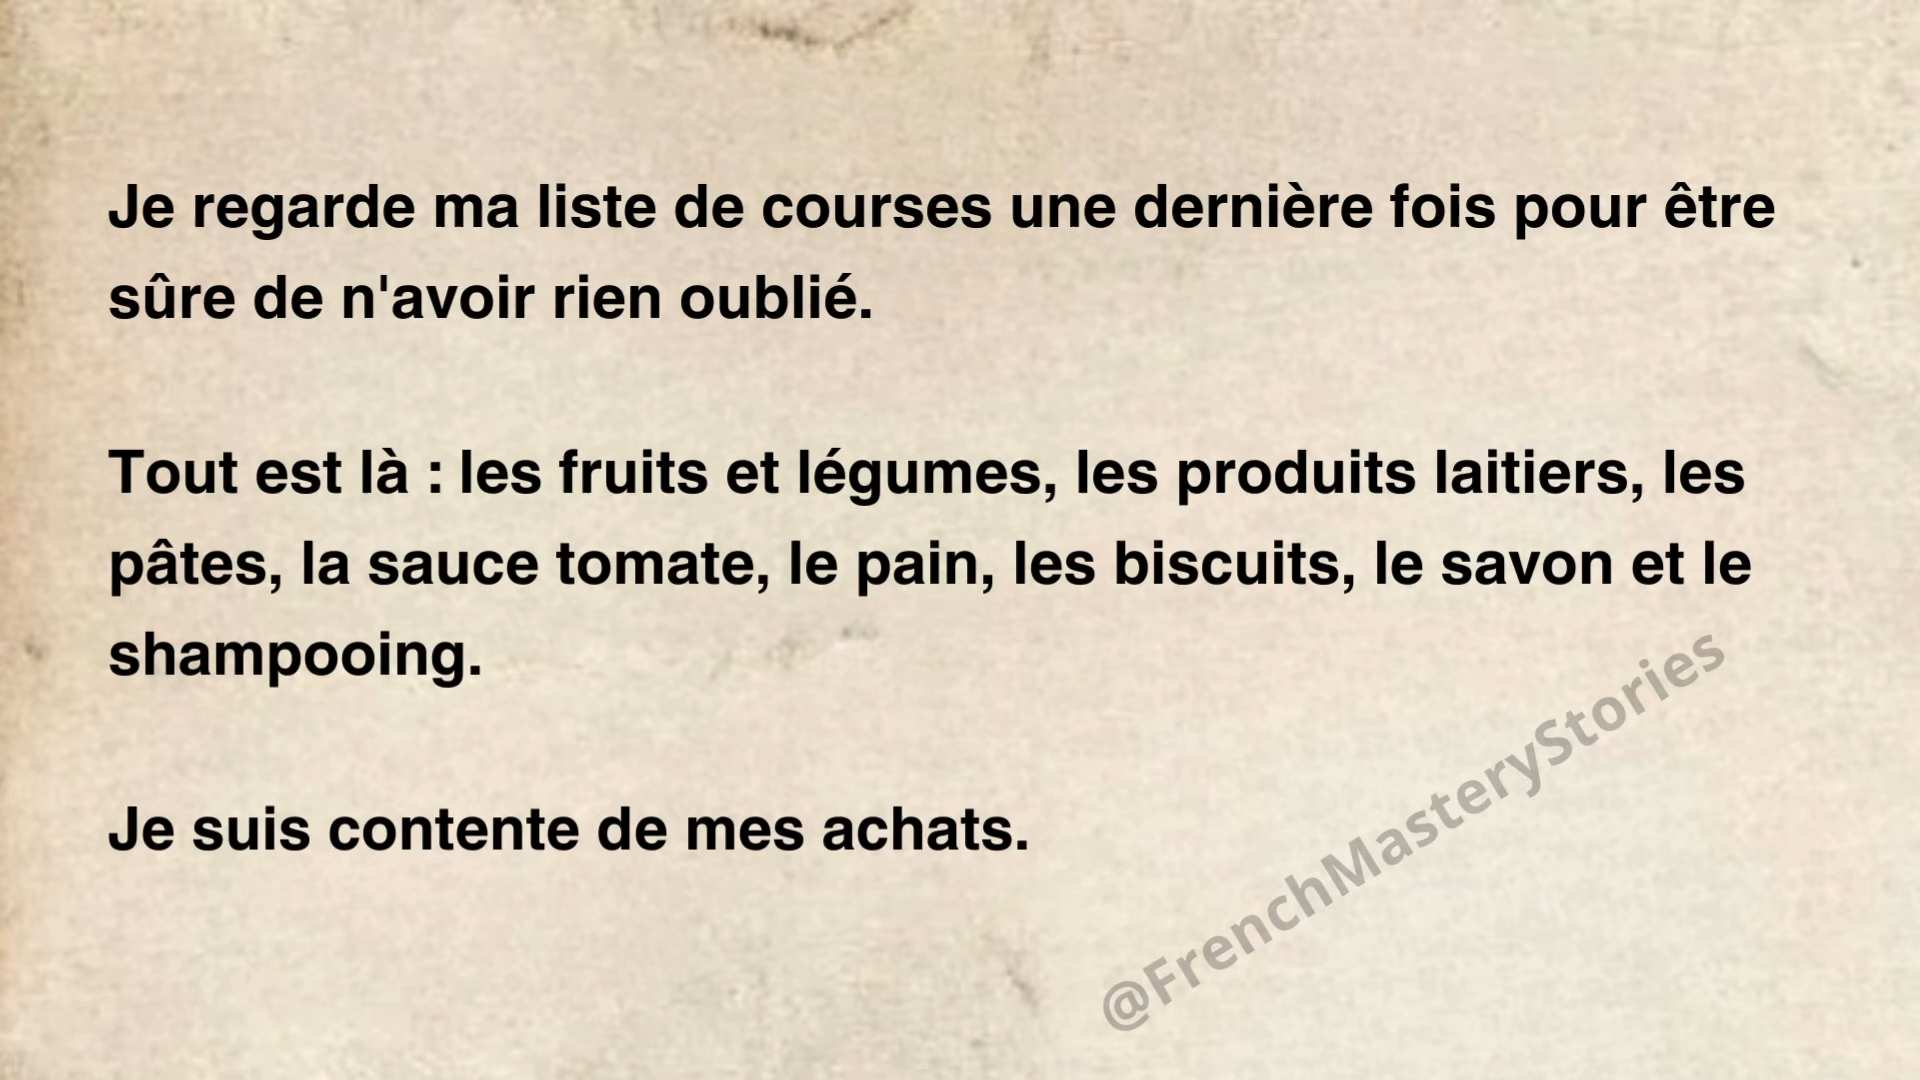 Je regarde ma liste de courses une dernière fois pour être
sûre de n'avoir rien oublié.
Tout est là : les fruits et légumes, les produits laitiers, les
pâtes, la sauce tomate, le pain, les biscuits, le savon et le
shampooing.
Je suis contente de mes achats.
@FrenchMasteryStories